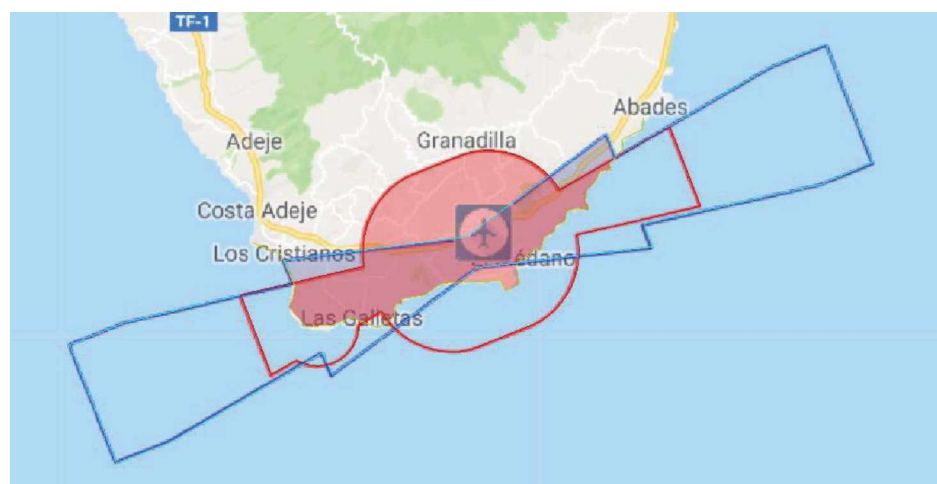 TF-1
Abades
Adeje
Granadilla
Costa Adeje
Los Cristianos
Las Galletas